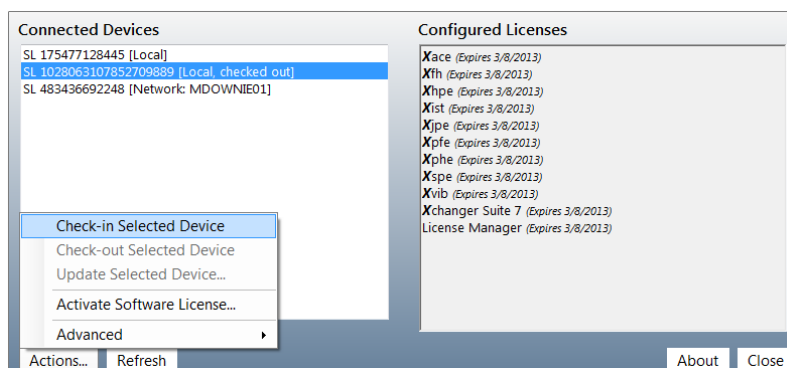 Connected Devices
SL 175477128445 [Local]
SL 1028063107852709889 [Local, checked out]
SL 483436692248 [Network: MDOWNIE01]
Check-in Selected Device
Check-out Selected Device
Update Selected Device...
Activate Software License...
Advanced
Actions... Refresh
Configured Licenses
Xace (Expires 3/8/2013)
Xfh (Expires 3/8/2013)
Xhpe (Expires 3/8/2013)
Xist (Expires 3/8/2013)
Xjpe (Expires 3/8/2013)
Xpfe (Expires 3/8/2013)
Xphe (Expires 3/8/2013)
Xspe (Expires 3/8/2013)
Xvib (Expires 3/8/2013)
Xchanger Suite 7 (Expires 3/8/2013)
License Manager (Expires 3/8/2013)
About Close